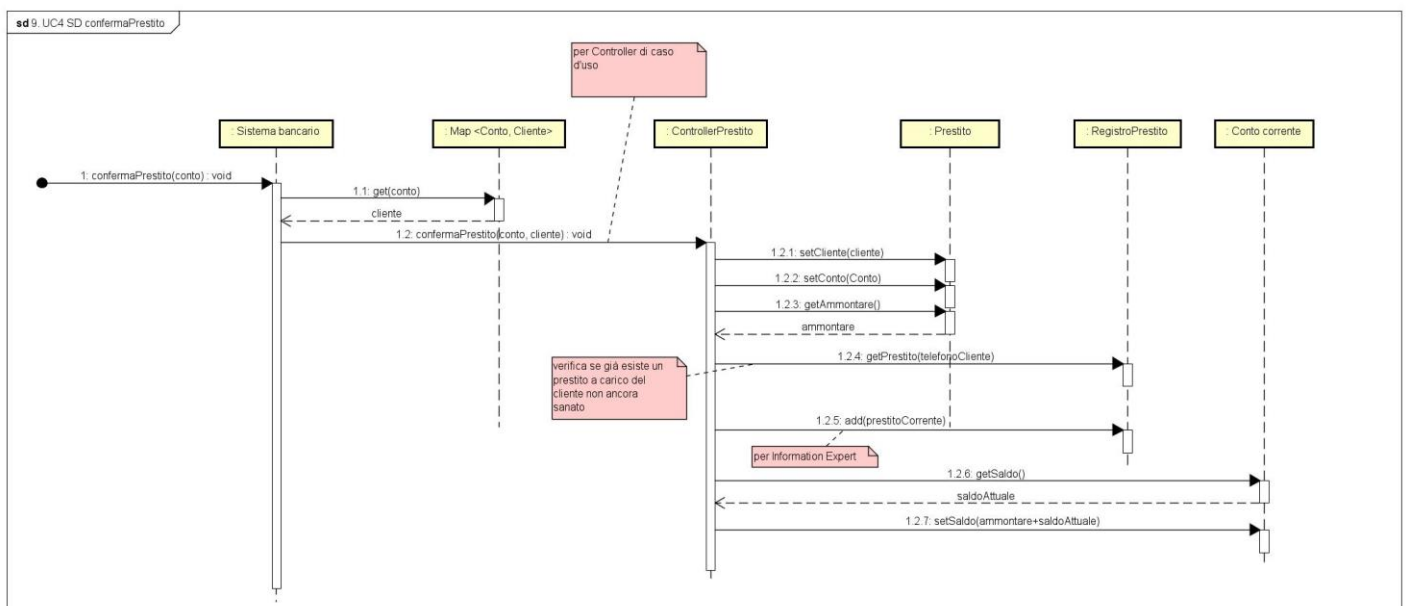 sd 9. UC4 SD confermaPrestito
per Controller di caso
d'uso
: Sistema bancario
: Map <Conto, Cliente>
: ControllerPrestito
: Prestito
: RegistroPrestito
: Conto corrente
1: confermaPrestito(conto) : void
1.1: get(conto)
cliente
1.2: confermaPrestito(conto, cliente) : void
1.2.1: setCliente(cliente)
1.2.2: setConto(Conto)
1.2.3: getAmmontare()
ammontare
1.2.4: getPrestito(telefonoCliente)
verifica se già esiste un
prestito a carico del
cliente non ancora
sanato
1.2.5: add(prestitoCorrente)
per Information Expert
1.2.6: getSaldo()
saldoAttuale
1.2.7: setSaldo(ammontare+saldoAttuale)